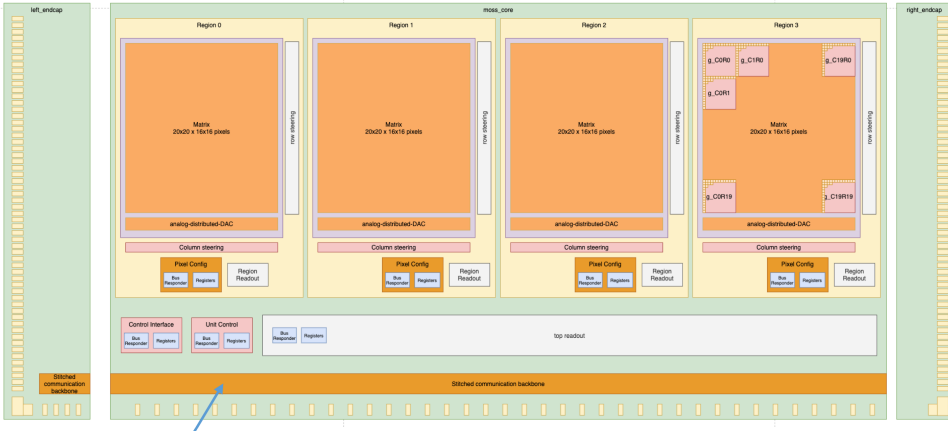 left_endcap
moss_core
right_endcap
Region 0
Region 1
Region 2
Region 3
Matrix
20x20 x 16x16 pixels
row steering
Matrix
20x20 x 16x16 pixels
row steering
Matrix
20x20 x 16x16 pixels
row steering
g_C0R0
g_C1R0
g_C19R0
g_C0R1
Matrix
20x20 x 16x16 pixels
g_C0R19
g_C19R19
row steering
analog-distributed-DAC
analog-distributed-DAC
analog-distributed-DAC
analog-distributed-DAC
Column steering
Column steering
Column steering
Column steering
Pixel Config
Bus
Responder
Registers
Region
Readout
Pixel Config
Bus
Responder
Registers
Region
Readout
Pixel Config
Bus
Responder
Registers
Region
Readout
Pixel Config
Bus
Responder
Registers
Region
Readout
Control Interface
Bus
Responder
Registers
Unit Control
Bus
Responder
Registers
Bus
Responder
Registers
top readout
Stitched
communication
backbone
Stitched communication backbone